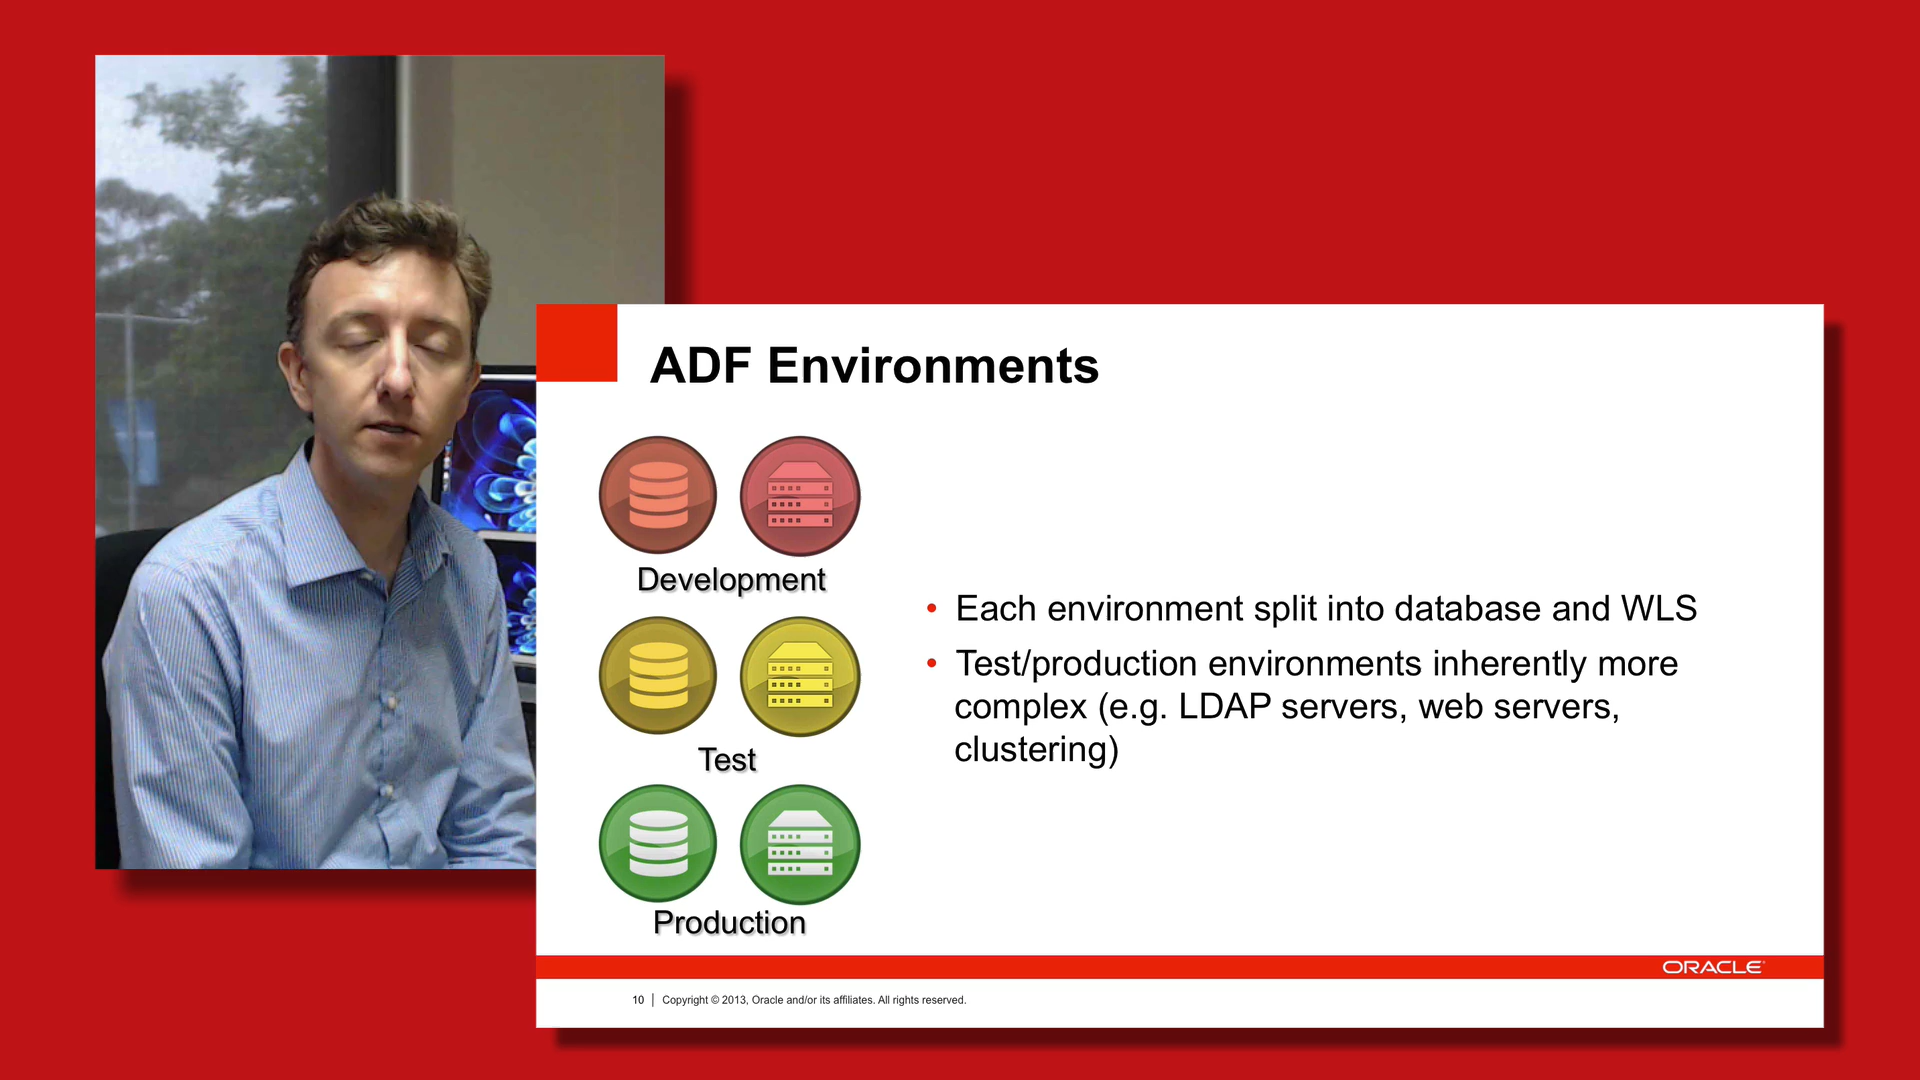 ADF Environments
Development
Test
Production
• Each environment split into database and WLS
• Test/production environments inherently more
complex (e.g. LDAP servers, web servers,
clustering)
ORACLE
10 | Copyright © 2013, Oracle and/or its affiliates. All rights reserved.